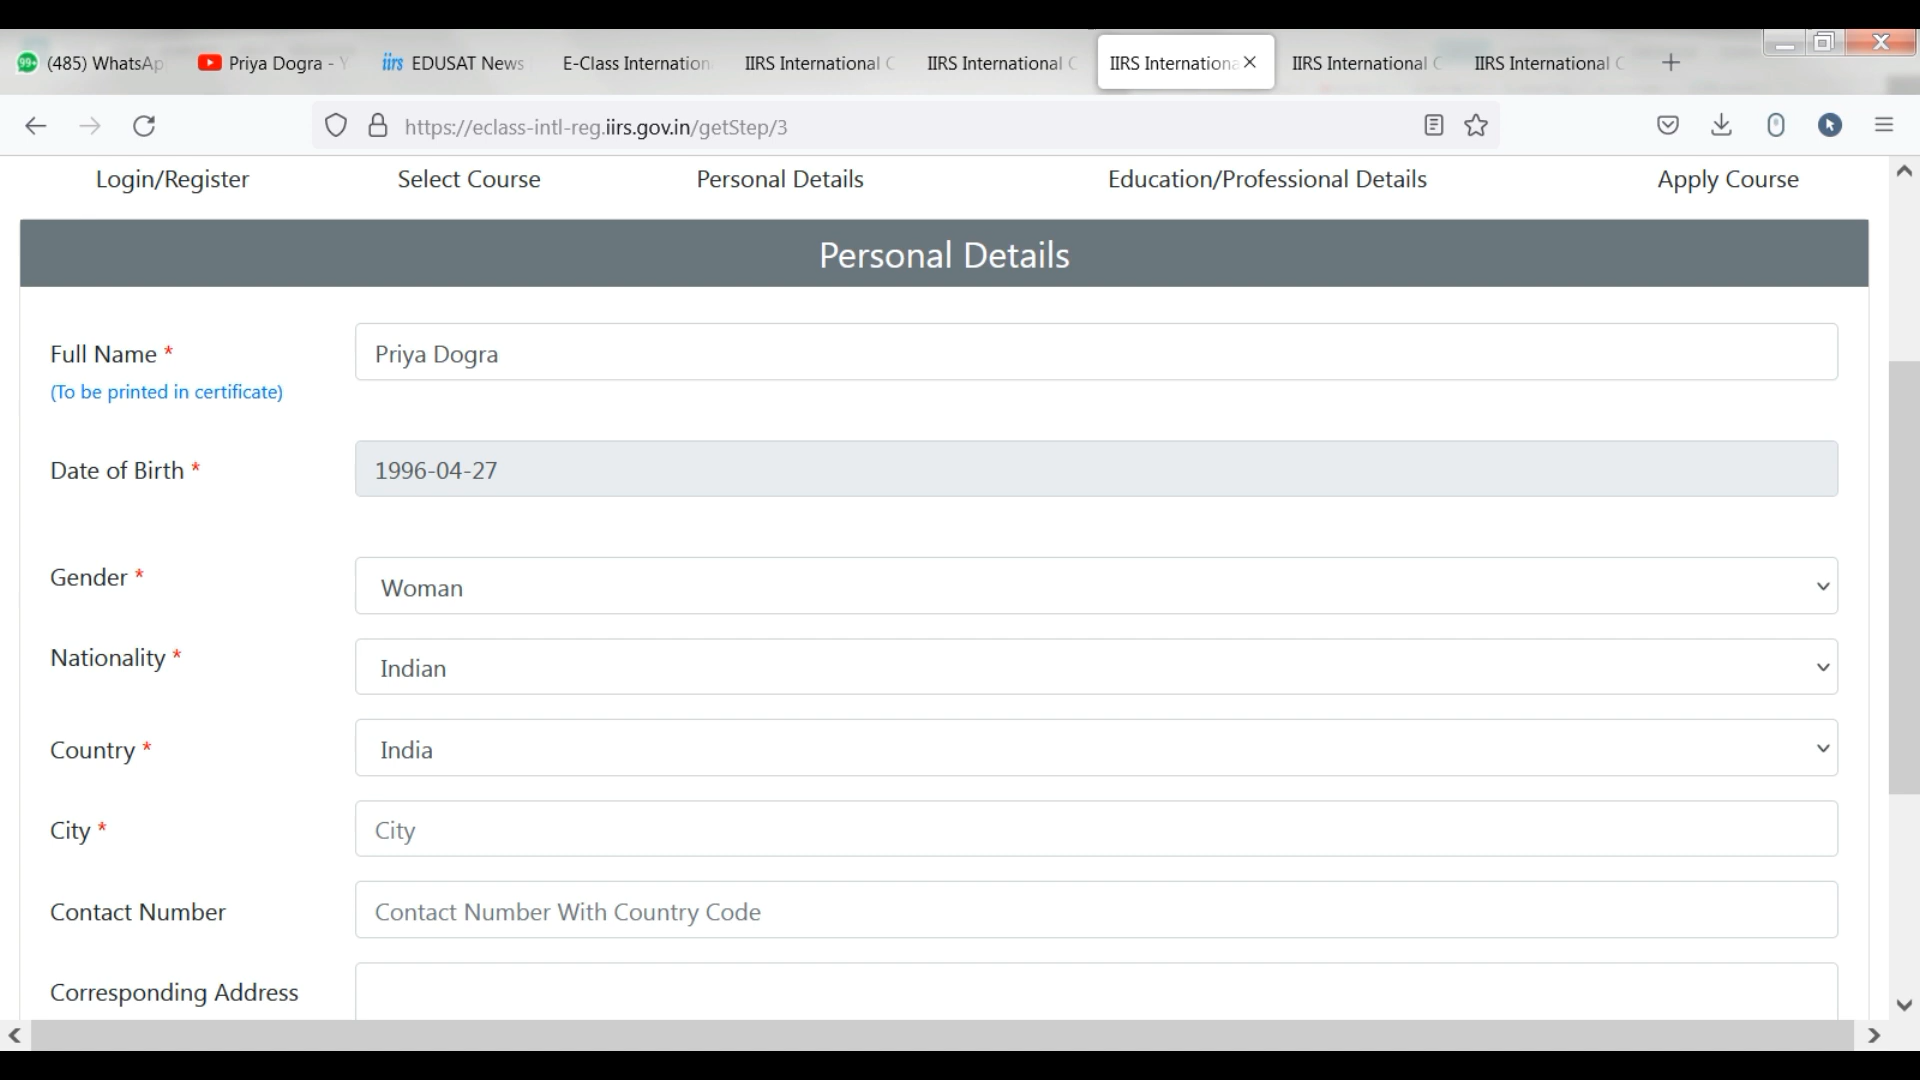 (485) WhatsAp
Priya Dogra -
iirs EDUSAT News
E-Class Internation
IIRS International
IIRS International
IIRS Internationa
IIRS International
IIRS International
https://eclass-intl-reg.iirs.gov.in/getStep/3
Login/Register
Select Course
Personal Details
Education/Professional Details
Apply Course
Personal Details
Full Name *
Priya Dogra
(To be printed in certificate)
Date of Birth *
1996-04-27
Gender *
Woman
Nationality *
Indian
Country *
India
City *
City
Contact Number
Contact Number With Country Code
Corresponding Address